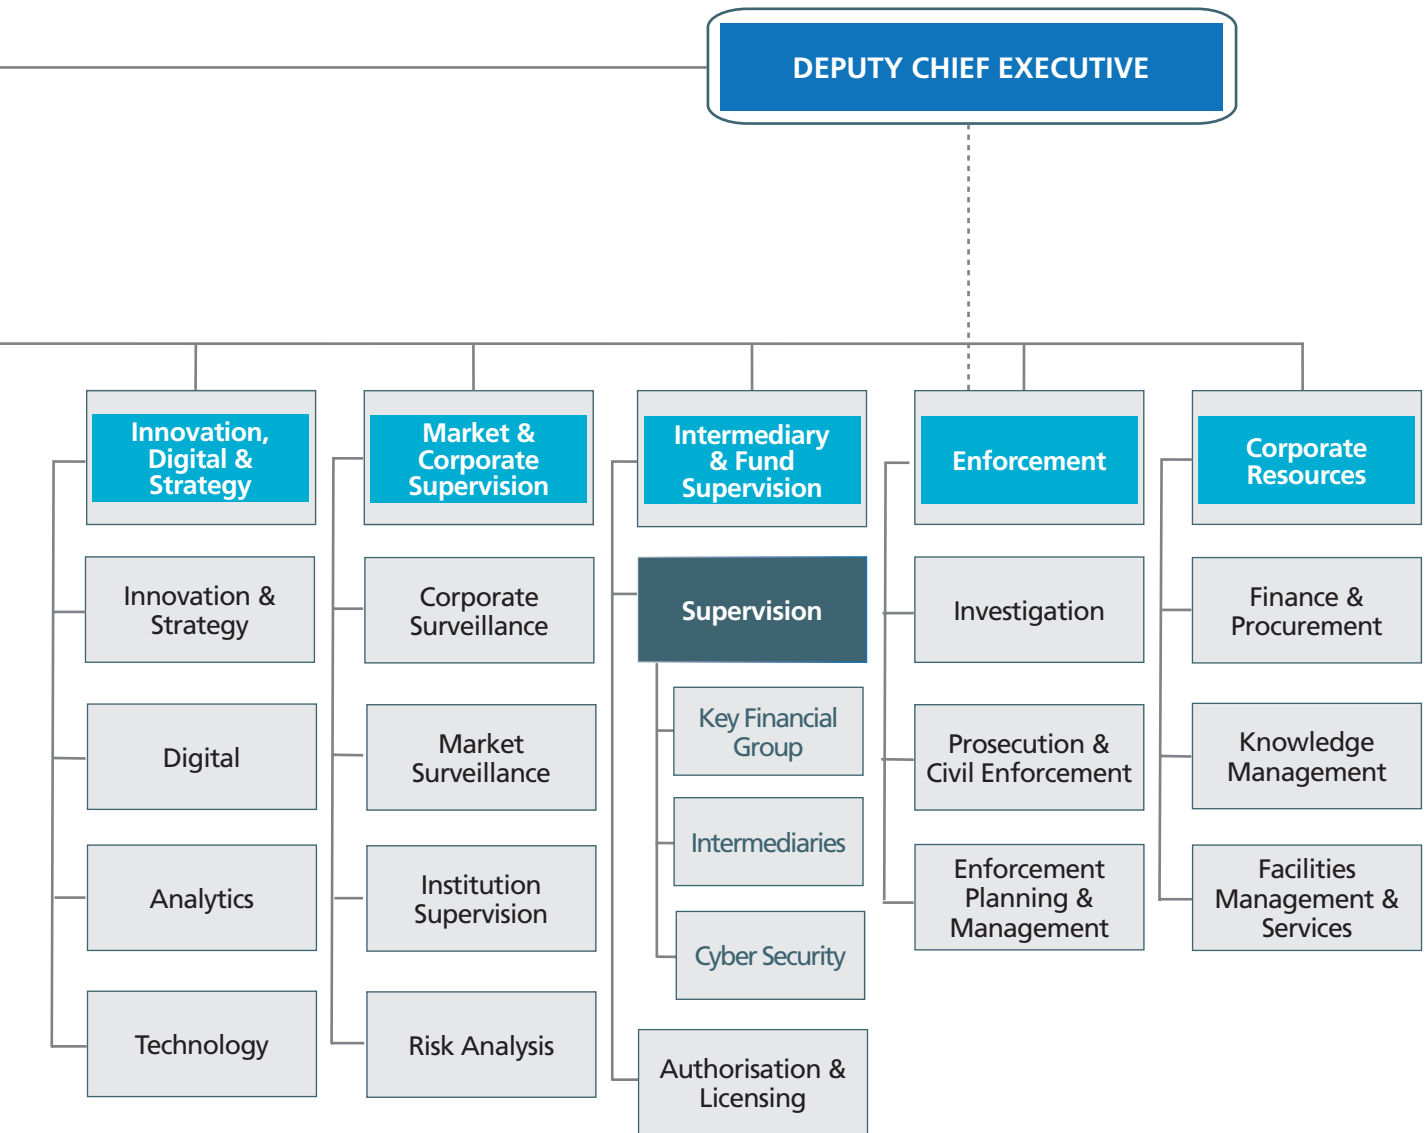 DEPUTY CHIEF EXECUTIVE
Innovation,
Digital &
Strategy
Innovation &
Strategy
Digital
Analytics
Technology
Market &
Corporate
Supervision
Corporate
Surveillance
Market
Surveillance
Institution
Supervision
Risk Analysis
Intermediary
& Fund
Supervision
Supervision
Key Financial
Group
Intermediaries
Cyber Security
Authorisation &
Licensing
Enforcement
Investigation
Prosecution &
Civil Enforcement
Enforcement
Planning &
Management
Corporate
Resources
Finance &
Procurement
Knowledge
Management
Facilities
Management &
Services